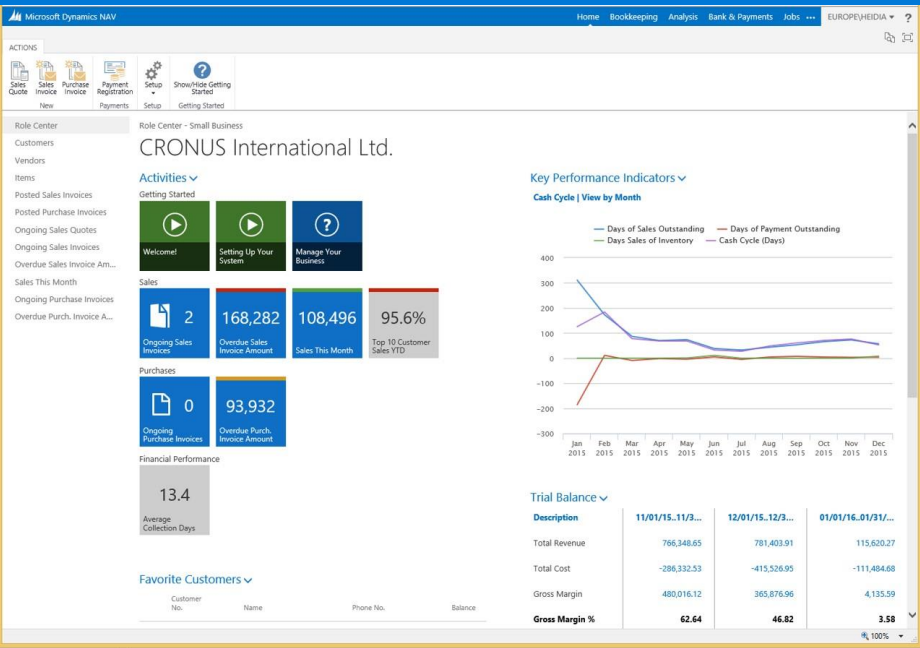 Microsoft Dynamics NAV
Home Bookkeeping Analysis Bank & Payments Jobs ••• EUROPE\HEIDIA ?
ACTIONS
Sales Quote
Sales Invoice
Purchase Invoice
Payment Registration
Setup
Show/Hide Getting Started
New Payments Setup Getting Started
Role Center
Customers
Vendors
Items
Posted Sales Invoices
Posted Purchase Invoices
Ongoing Sales Quotes
Ongoing Sales Invoices
Overdue Sales Invoice Am...
Sales This Month
Ongoing Purchase Invoices
Overdue Purch. Invoice A...
Role Center - Small Business
CRONUS International Ltd.
Activities
Getting Started
Welcome!
Setting Up Your
System
?
Manage Your
Business
Sales
2
Ongoing Sales
Invoices
168,282
Overdue Sales
Invoice Amount
108,496
Sales This Month
95.6%
Top 10 Customer
Sales YTD
Purchases
0
Ongoing
Purchase Invoices
93,932
Overdue Purch.
Invoice Amount
Financial Performance
13.4
Average
Collection Days
Favorite Customers
Customer No. Name Phone No. Balance
Key Performance Indicators
Cash Cycle | View by Month
Days of Sales Outstanding Days of Payment Outstanding
Days Sales of Inventory Cash Cycle (Days)
400
300
200
100
0
-100
-200
-300
Jan Feb Mar Apr May Jun Jul Aug Sep Oct Nov Dec
2015 2015 2015 2015 2015 2015 2015 2015 2015 2015 2015 2015
Trial Balance
Description 11/01/15..11/3... 12/01/15..12/3... 01/01/16..01/31/...
Total Revenue 766,348.65 781,403.91 115,620.27
Total Cost -286,332.53 -415,526.95 -111,484.68
Gross Margin 480,016.12 365,876.96 4,135.59
Gross Margin % 62.64 46.82 3.58
100%